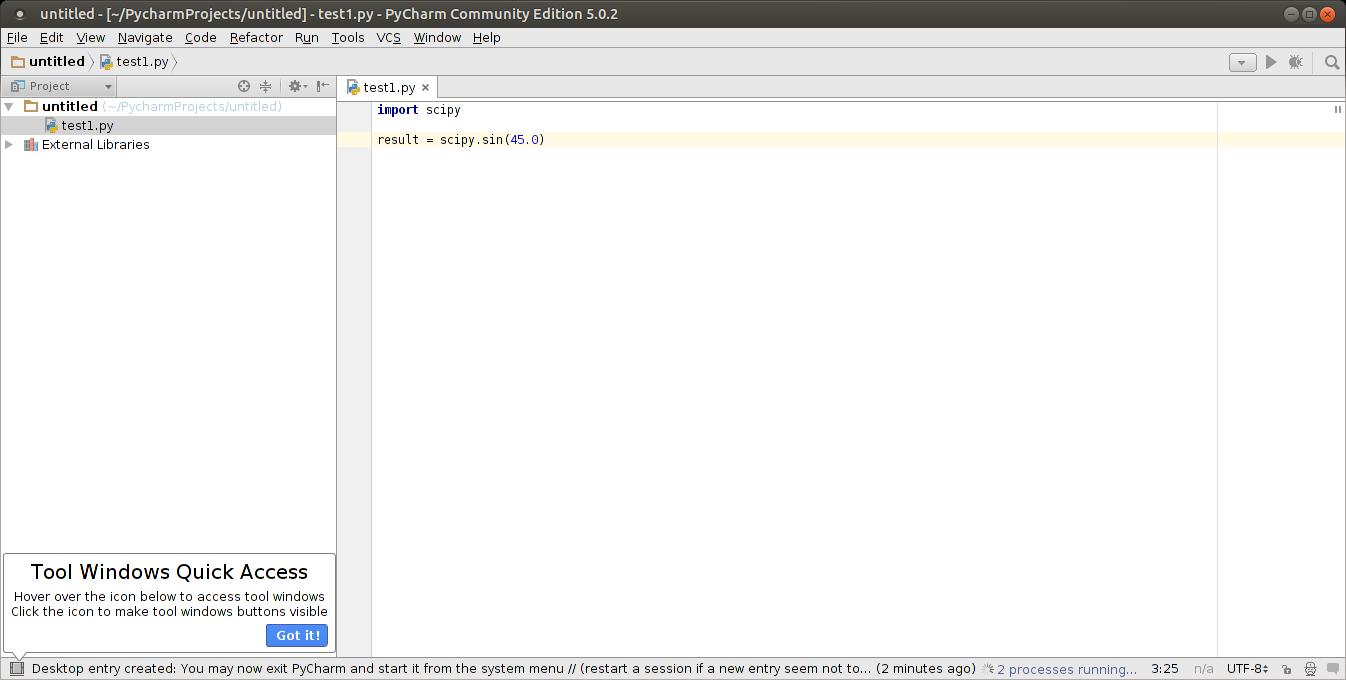 untitled - [~/PycharmProjects/untitled] - test1.py - PyCharm Community Edition 5.0.2
File Edit View Navigate Code Refactor Run Tools VCS Window Help
untitled test1.py
Project
test1.py
untitled (~/PycharmProjects/untitled)
test1.py
External Libraries
import scipy
result = scipy.sin(45.0)
Tool Windows Quick Access
Hover over the icon below to access tool windows
Click the icon to make tool windows buttons visible
Got it!
Desktop entry created: You may now exit PyCharm and start it from the system menu // (restart a session if a new entry seem not to... (2 minutes ago) 2 processes running... 3:25 n/a UTF-8